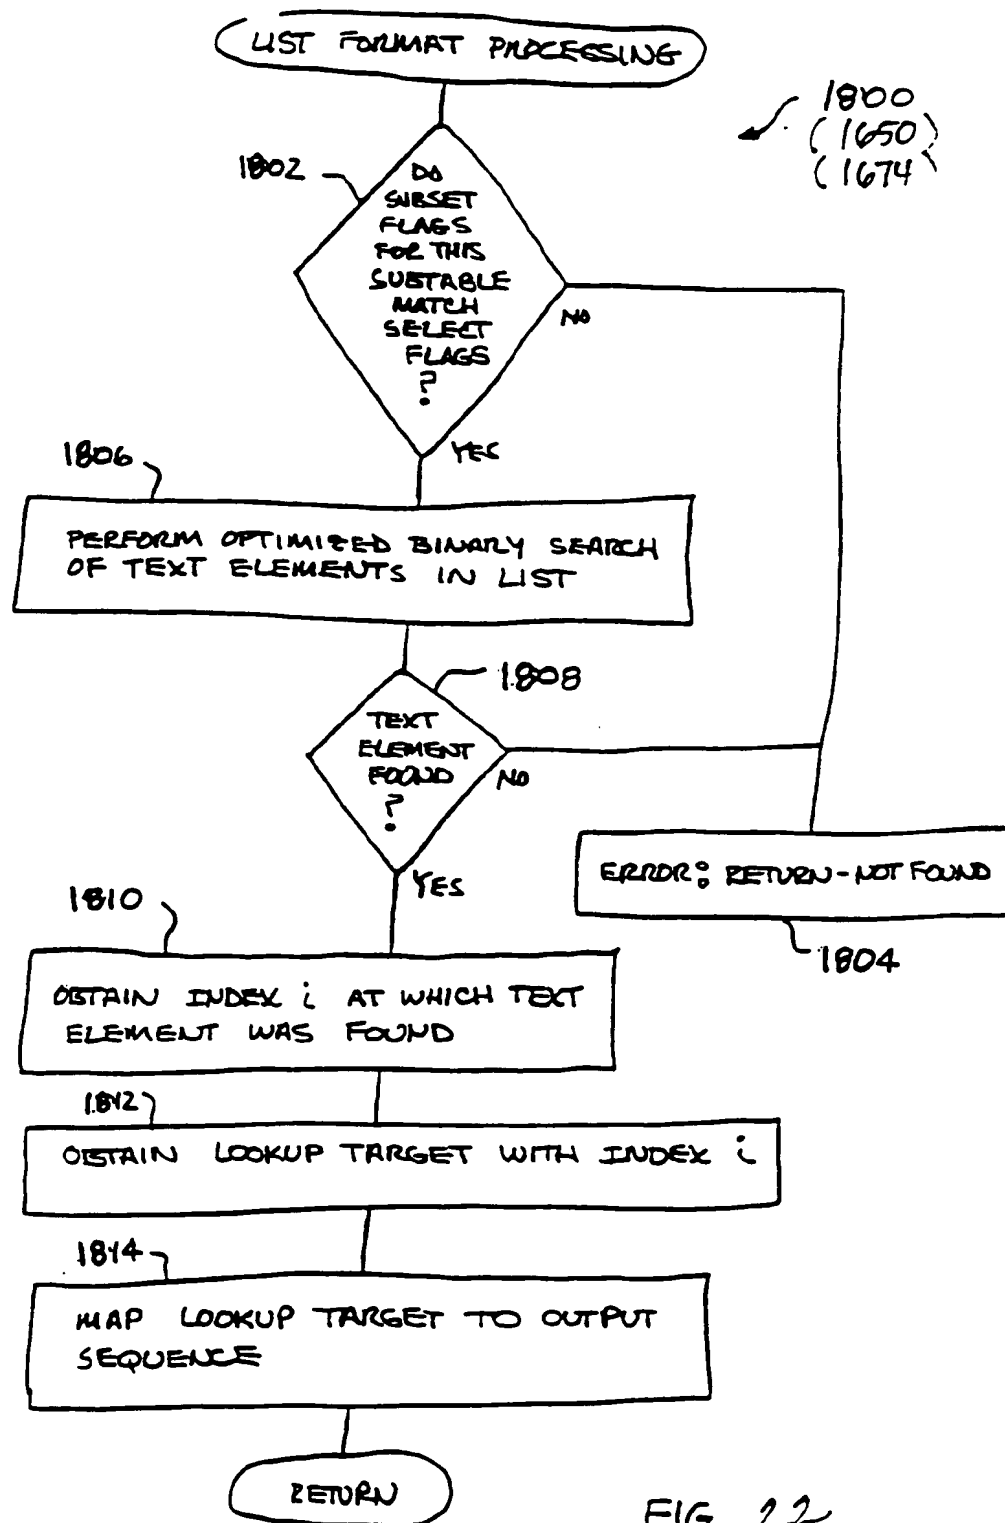 LIST FORMAT PROCESSING
1800
(1650)
(1674)
1802
DO
SUBSET
FLAGS
FOR THIS
SUBTABLE
MATCH
SELECT
FLAGS
?
NO
YES
1806
PERFORM OPTIMIZED BINARY SEARCH
OF TEXT ELEMENTS IN LIST
1808
TEXT
ELEMENT
FOUND
?
NO
YES
ERROR: RETURN-NOT FOUND
1804
1810
OBTAIN INDEX i AT WHICH TEXT
ELEMENT WAS FOUND
1812
OBTAIN LOOKUP TARGET WITH INDEX i
1814
MAP LOOKUP TARGET TO OUTPUT
SEQUENCE
RETURN
FIG. 22